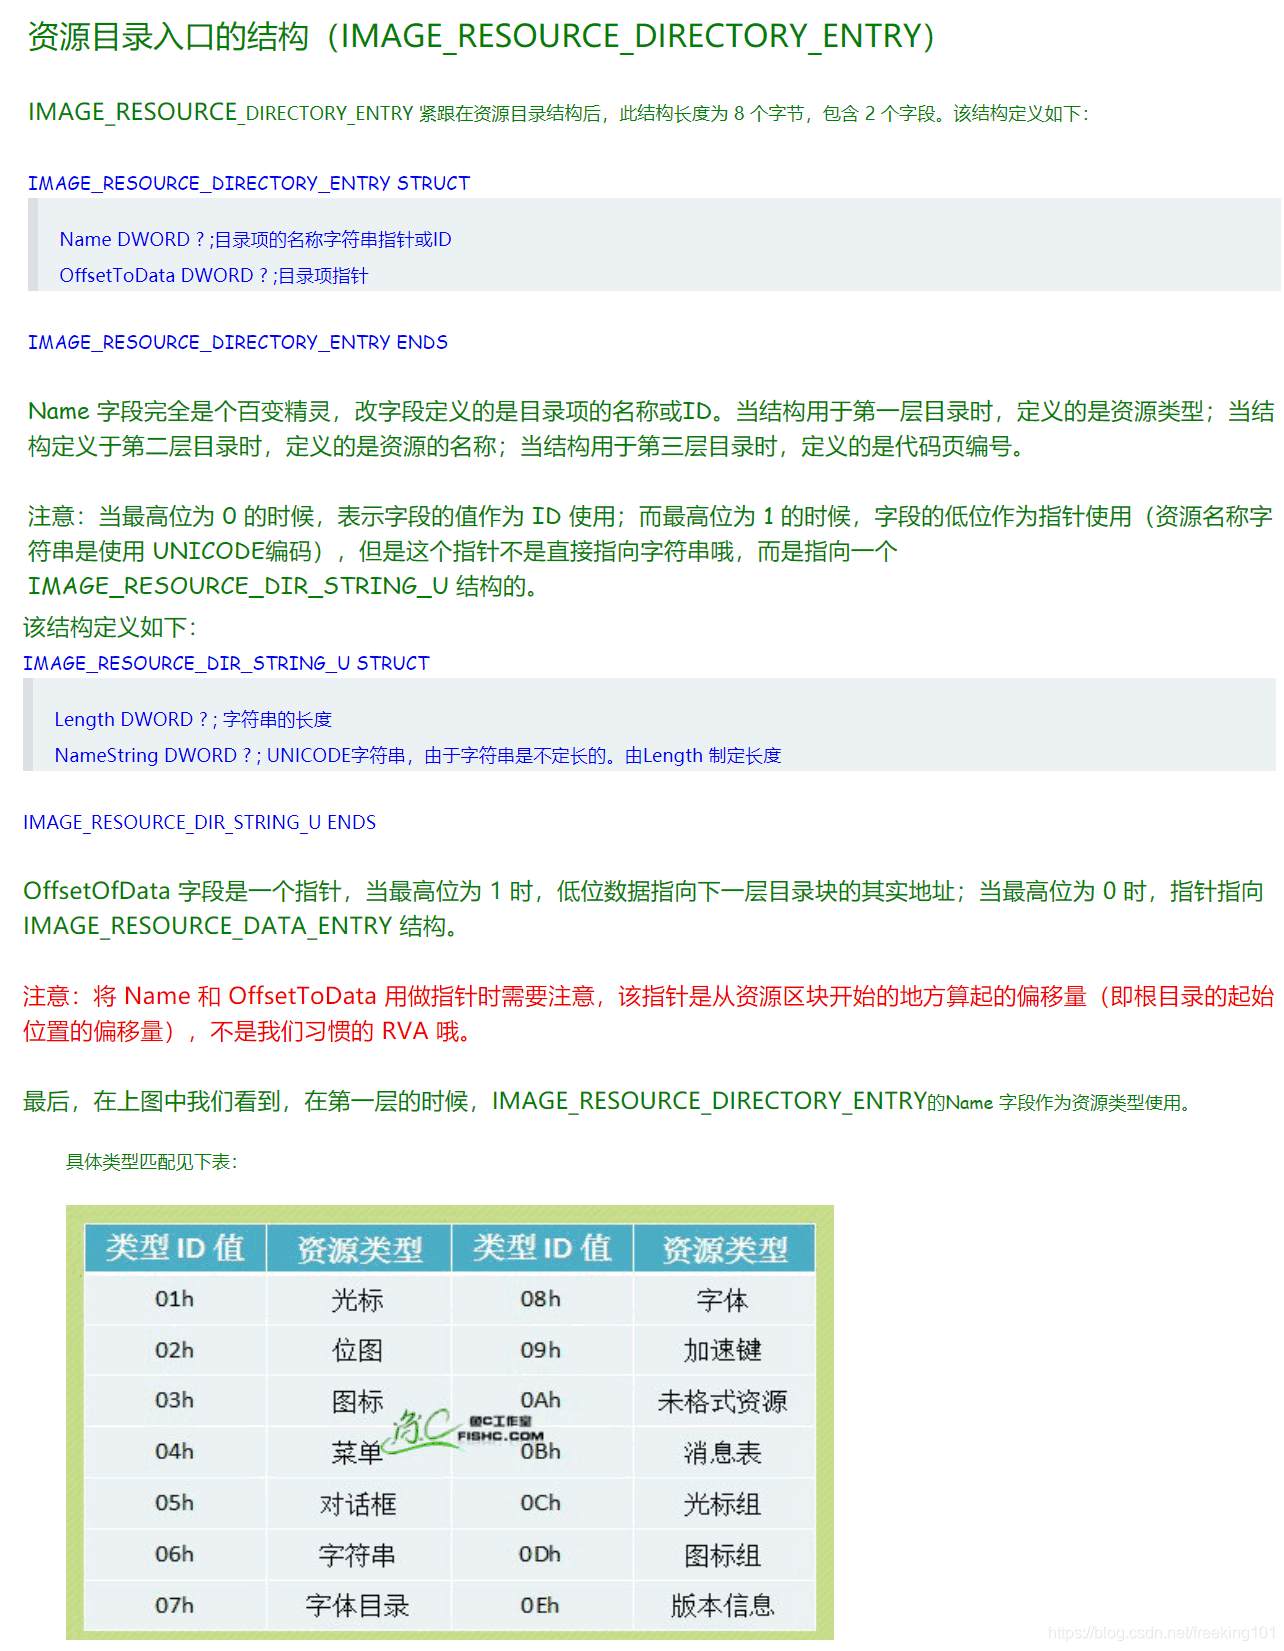 资源目录入口的结构（IMAGE_RESOURCE_DIRECTORY_ENTRY）
IMAGE_RESOURCE_DIRECTORY_ENTRY 紧跟在资源目录结构后，此结构长度为 8 个字节，包含 2 个字段。该结构定义如下：
IMAGE_RESOURCE_DIRECTORY_ENTRY STRUCT
Name DWORD ? ;目录项的名称字符串指针或ID
OffsetToData DWORD ? ;目录项指针
IMAGE_RESOURCE_DIRECTORY_ENTRY ENDS
Name 字段完全是个百变精灵，改字段定义的是目录项的名称或ID。当结构用于第一层目录时，定义的是资源类型；当结
构定义于第二层目录时，定义的是资源的名称；当结构用于第三层目录时，定义的是代码页编号。
注意：当最高位为 0 的时候，表示字段的值作为 ID 使用；而最高位为 1 的时候，字段的低位作为指针使用（资源名称字
符串是使用 UNICODE编码），但是这个指针不是直接指向字符串哦，而是指向一个
IMAGE_RESOURCE_DIR_STRING_U 结构的。
该结构定义如下：
IMAGE_RESOURCE_DIR_STRING_U STRUCT
Length DWORD ? ; 字符串的长度
NameString DWORD ? ; UNICODE字符串，由于字符串是不定长的。由Length 制定长度
IMAGE_RESOURCE_DIR_STRING_U ENDS
OffsetOfData 字段是一个指针，当最高位为 1 时，低位数据指向下一层目录块的其实地址；当最高位为 0 时，指针指向
IMAGE_RESOURCE_DATA_ENTRY 结构。
注意：将 Name 和 OffsetToData 用做指针时需要注意，该指针是从资源区块开始的地方算起的偏移量（即根目录的起始
位置的偏移量），不是我们习惯的 RVA 哦。
最后，在上图中我们看到，在第一层的时候，IMAGE_RESOURCE_DIRECTORY_ENTRY的Name 字段作为资源类型使用。
具体类型匹配见下表：
类型 ID 值 资源类型 类型 ID 值 资源类型
01h 光标 08h 字体
02h 位图 09h 加速键
03h 图标 0Ah 未格式资源
04h 菜单 0Bh 消息表
05h 对话框 0Ch 光标组
06h 字符串 0Dh 图标组
07h 字体目录 0Eh 版本信息
鱼C工作室
FISHC.COM
https://blog.csdn.net/freeking101